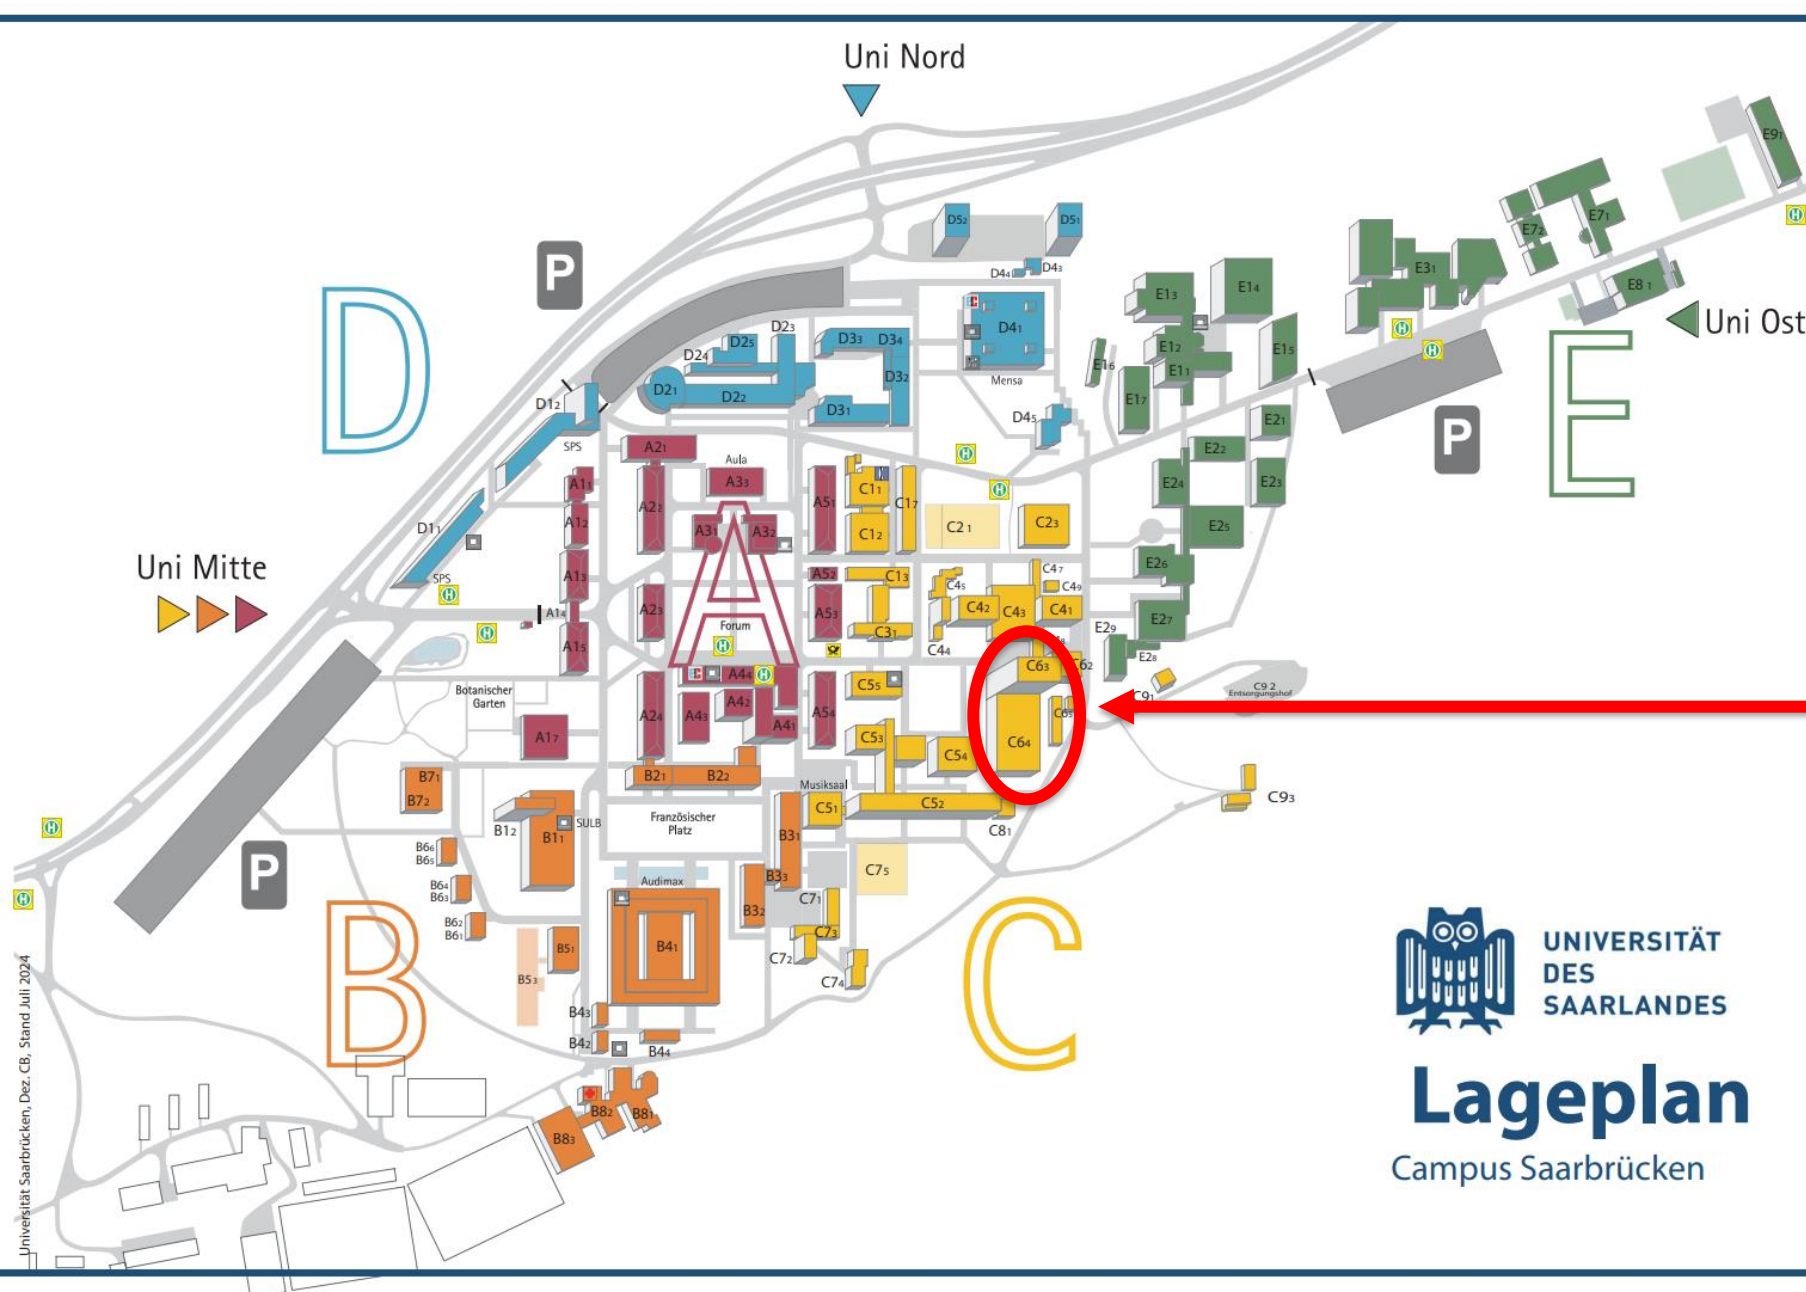 Uni Nord
E91
D52
D51
E72
E71
P
D44
D43
E31
E8 1
E13
E14
Uni Ost
D41
D
D23
D25
D24
D33
D34
E12
E15
E16
E11
Mensa
D21
D22
D32
D12
D31
E17
D45
E
E21
P
SPS
A21
Aula
E22
A33
A11
C11
E24
E23
A22
A51
C17
A12
D11
A31
A32
C12
C2 1
C23
E25
Uni Mitte
SPS
A13
A
A52
C13
C45
C47
C49
E26
A14
A23
A53
C42
C43
C41
E27
Forum
C31
E29
A15
C44
E28
C63
C62
A44
C55
C91
C9 2
Entsorgungshof
Botanischer
Garten
A24
A43
A42
A41
A54
C65
A17
C53
C54
C64
B71
B21
B22
Musiksaal
B72
C51
C52
C93
B12
B11
SULB
Französischer
Platz
B31
C81
B66
B65
P
B33
C75
Audimax
B64
B63
B32
C71
B62
B61
B
B51
B41
C73
C
C72
B53
C74
B43
B42
B44
B82
B81
B83
UNIVERSITÄT
DES
SAARLANDES
Lageplan
Campus Saarbrücken
Universität Saarbrücken, Dez. CB, Stand Juli 2024